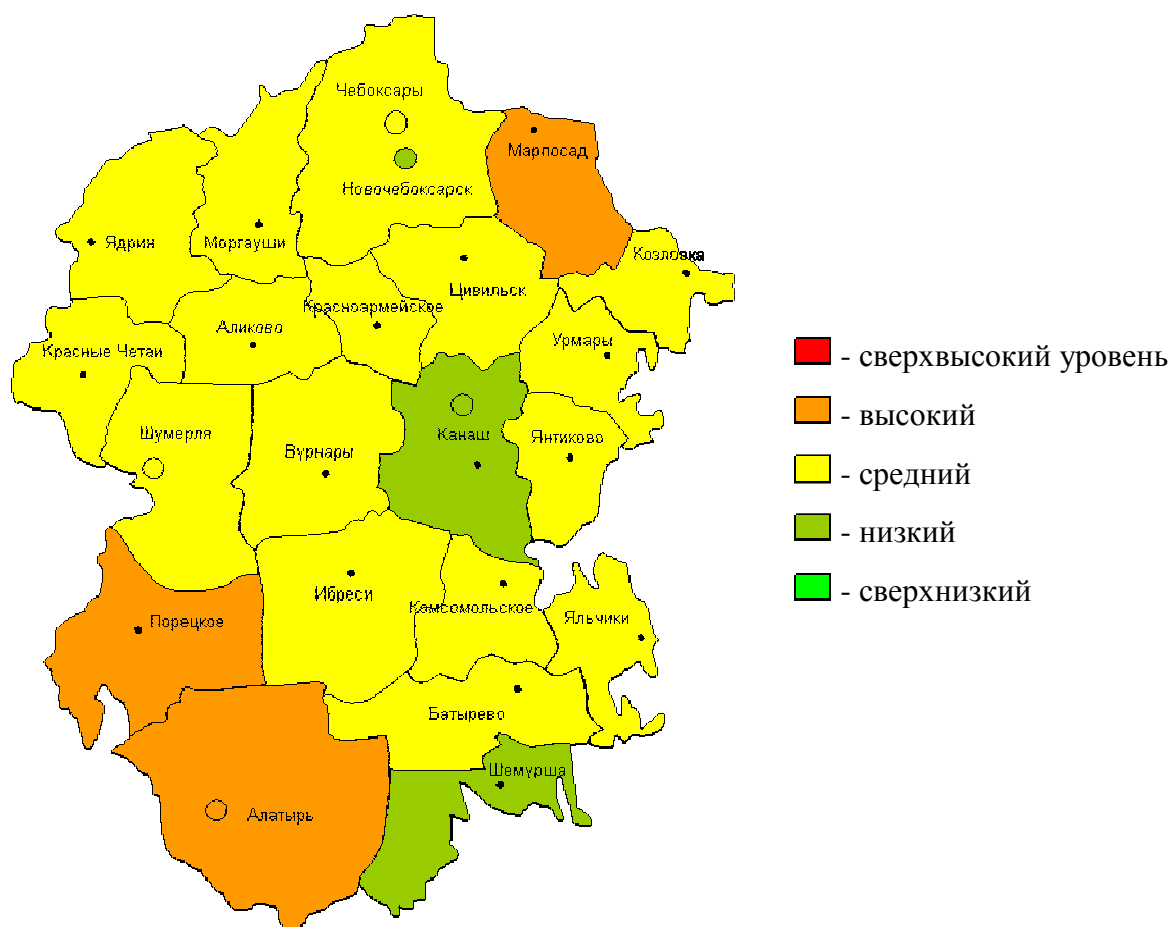 Чебоксары
Марпосад
Новочебоксарск
Ядрин
Моргауши
Козловка
Цивильск
Красноармейское
Аликово
Урмары
Красные Четаи
Шумерля
Вурнары
Канаш
Янтиково
Ибреси
Комсомольское
Яльчики
Порецкое
Батырево
Шемурша
Алатырь
- сверхвысокий уровень
- высокий
- средний
- низкий
- сверхнизкий